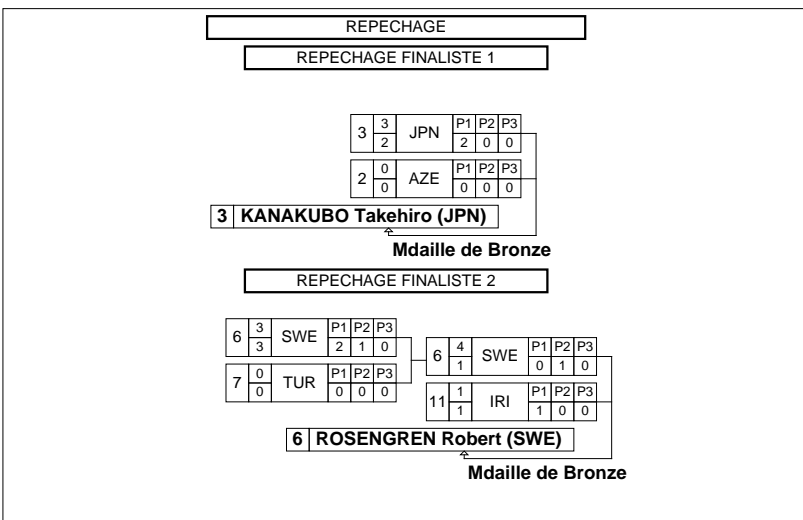 REPECHAGE
REPECHAGE FINALISTE 1
3 3 JPN P1 P2 P3
2 2 0 0
2 0 AZE P1 P2 P3
0 0 0 0
3 KANAKUBO Takehiro (JPN)
Mdaille de Bronze
REPECHAGE FINALISTE 2
6 3 SWE P1 P2 P3
3 2 1 0
7 0 TUR P1 P2 P3
0 0 0 0
6 4 SWE P1 P2 P3
1 0 1 0
11 1 IRI P1 P2 P3
1 1 0 0
6 ROSENGREN Robert (SWE)
Mdaille de Bronze